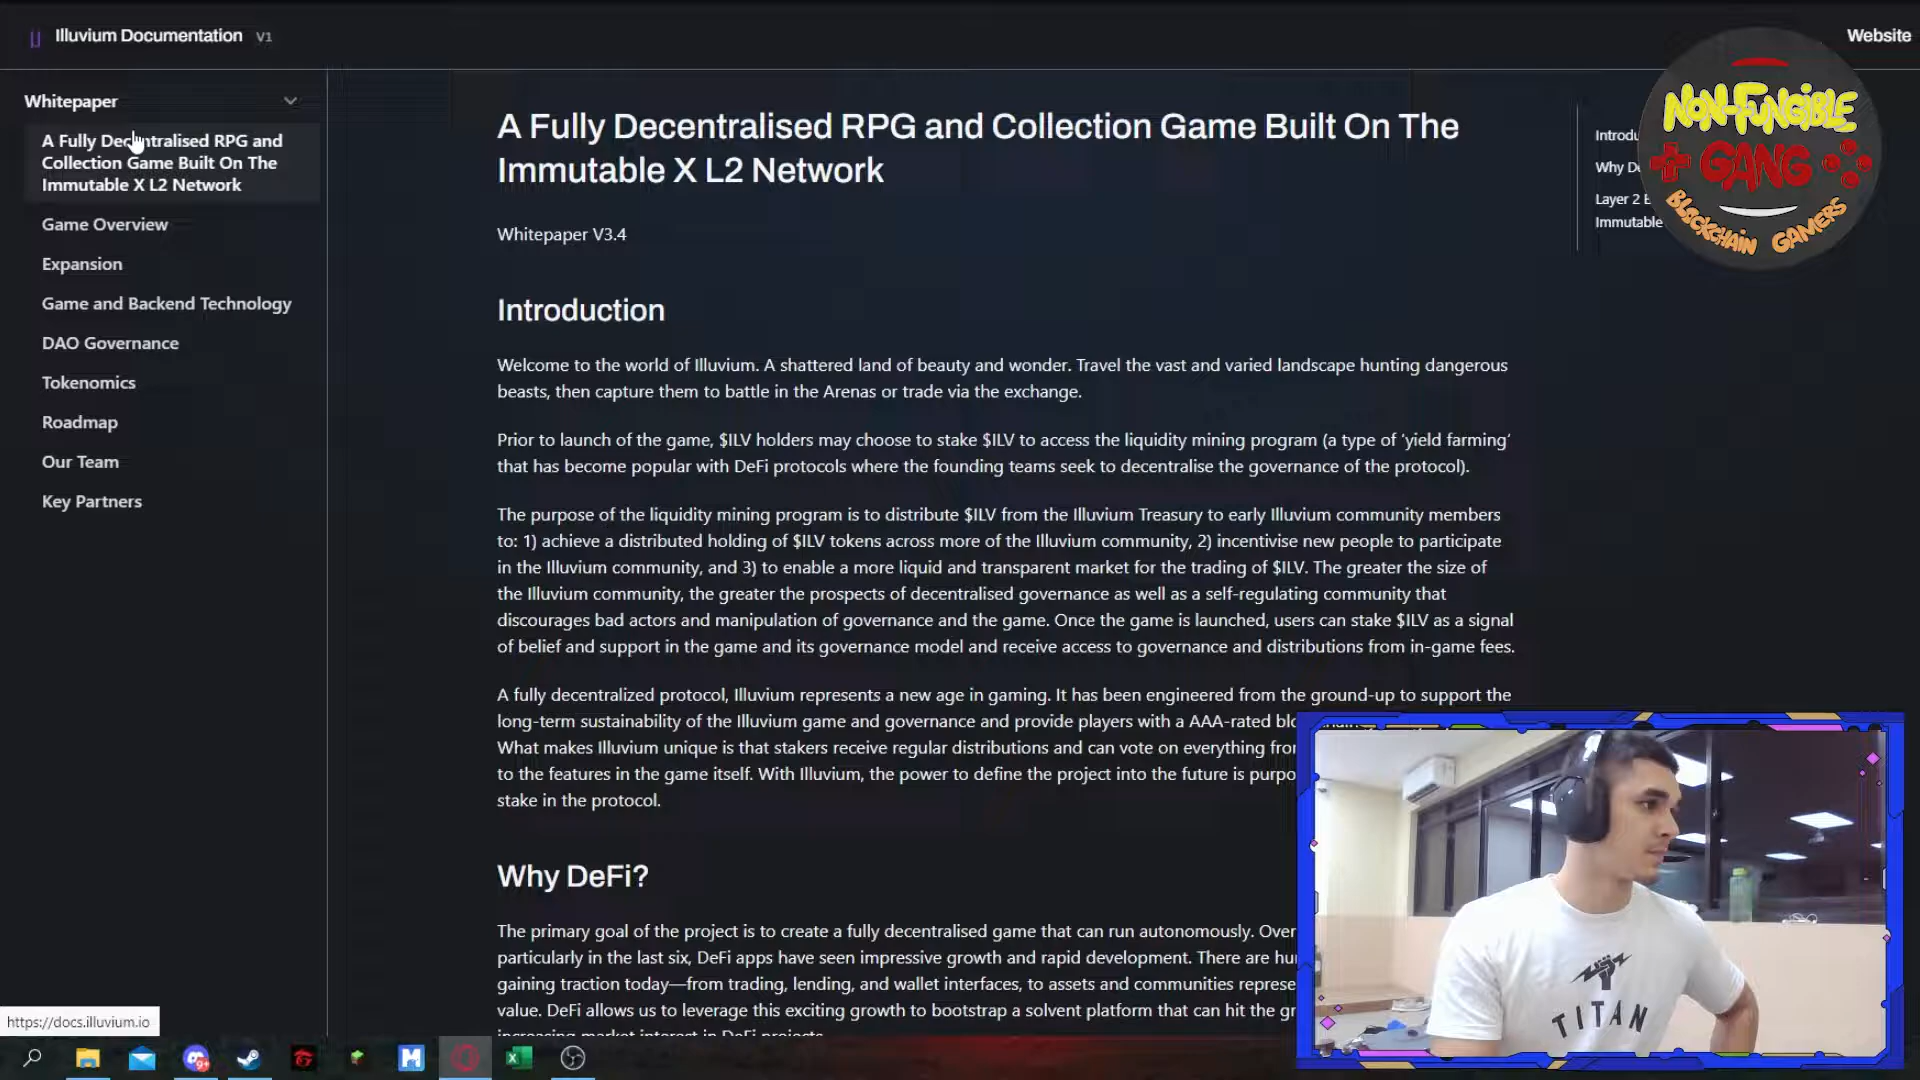 Illuvium Documentation V1
Website
Whitepaper
A Fully Decentralised RPG and
Collection Game Built On The
Immutable X L2 Network
Game Overview
Expansion
Game and Backend Technology
DAO Governance
Tokenomics
Roadmap
Our Team
Key Partners
A Fully Decentralised RPG and Collection Game Built On The
Immutable X L2 Network
Whitepaper V3.4
Introduction
Welcome to the world of Illuvium. A shattered land of beauty and wonder. Travel the vast and varied landscape hunting dangerous
beasts, then capture them to battle in the Arenas or trade via the exchange.
Prior to launch of the game, $ILV holders may choose to stake $ILV to access the liquidity mining program (a type of 'yield farming'
that has become popular with DeFi protocols where the founding teams seek to decentralise the governance of the protocol).
The purpose of the liquidity mining program is to distribute $ILV from the Illuvium Treasury to early Illuvium community members
to: 1) achieve a distributed holding of $ILV tokens across more of the Illuvium community, 2) incentivise new people to participate
in the Illuvium community, and 3) to enable a more liquid and transparent market for the trading of $ILV. The greater the size of
the Illuvium community, the greater the prospects of decentralised governance as well as a self-regulating community that
discourages bad actors and manipulation of governance and the game. Once the game is launched, users can stake $ILV as a signal
of belief and support in the game and its governance model and receive access to governance and distributions from in-game fees.
A fully decentralized protocol, Illuvium represents a new age in gaming. It has been engineered from the ground-up to support the
long-term sustainability of the Illuvium game and governance and provide players with a AAA-rated
What makes Illuvium unique is that stakers receive regular distributions and can vote on everything
to the features in the game itself. With Illuvium, the power to define the project into the future is
stake in the protocol.
Why DeFi?
The primary goal of the project is to create a fully decentralised game that can run autonomously. Over
particularly in the last six, DeFi apps have seen impressive growth and rapid development. There are
gaining traction today—from trading, lending, and wallet interfaces, to assets and communities
value. DeFi allows us to leverage this exciting growth to bootstrap a solvent platform that can hit the
increasing market interest in DeFi projects.
Introdu
Why De
Layer 2 E
Immutable
NON-FUNGIBLE
GANG
BLOCKCHAIN GAMERS
TITAN
https://docs.illuvium.io
9+